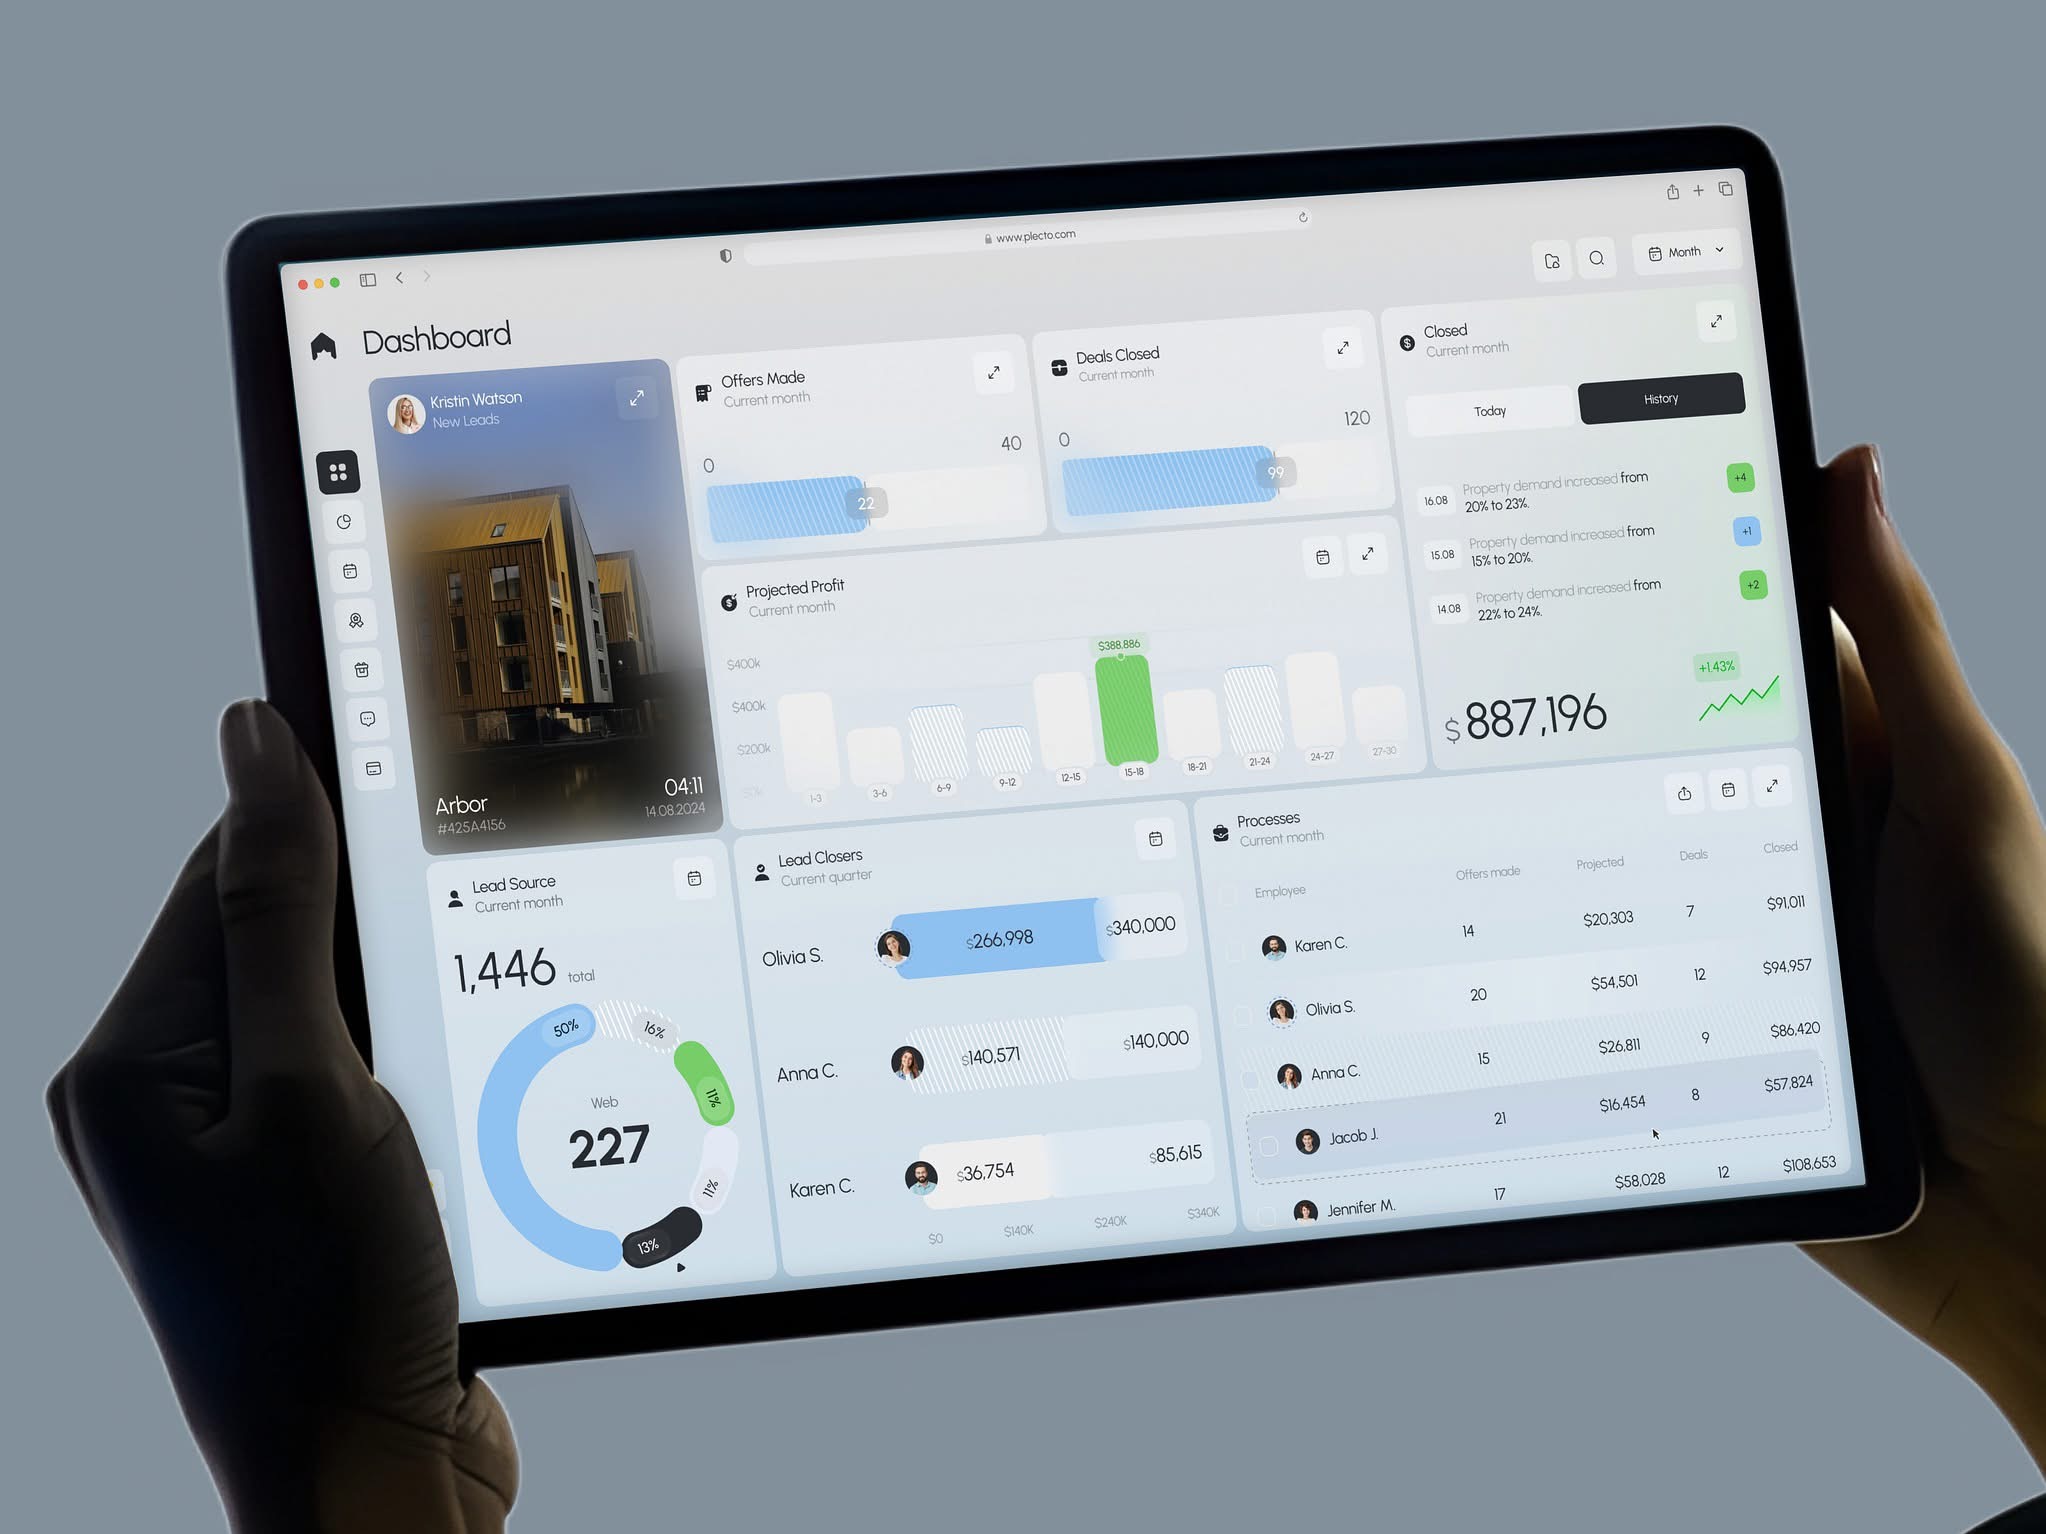 www.plecto.com
Month
Dashboard
Kristin Watson
New Leads
Arbor
#425A4156
04:11
14.08.2024
Offers Made
Current month
0
40
22
Deals Closed
Current month
0
120
99
Closed
Current month
Today
History
16.08
Property demand increased from
20% to 23%.
+4
15.08
Property demand increased from
15% to 20%.
+1
14.08
Property demand increased from
22% to 24%.
+2
$887,196
+1.43%
Projected Profit
Current month
$400k
$400k
$200k
$0k
$388,886
1-3
3-6
6-9
9-12
12-15
15-18
18-21
21-24
24-27
27-30
Lead Source
Current month
1,446 total
50%
16%
11%
11%
13%
Web
227
Lead Closers
Current quarter
Olivia S.
$266,998
$340,000
Anna C.
$140,571
$140,000
Karen C.
$36,754
$85,615
$0
$140K
$240K
$340K
Processes
Current month
Employee Offers made Projected Deals Closed
Karen C. 14 $20,303 7 $91,011
Olivia S. 20 $54,501 12 $94,957
Anna C. 15 $26,811 9 $86,420
Jacob J. 21 $16,454 8 $57,824
Jennifer M. 17 $58,028 12 $108,653